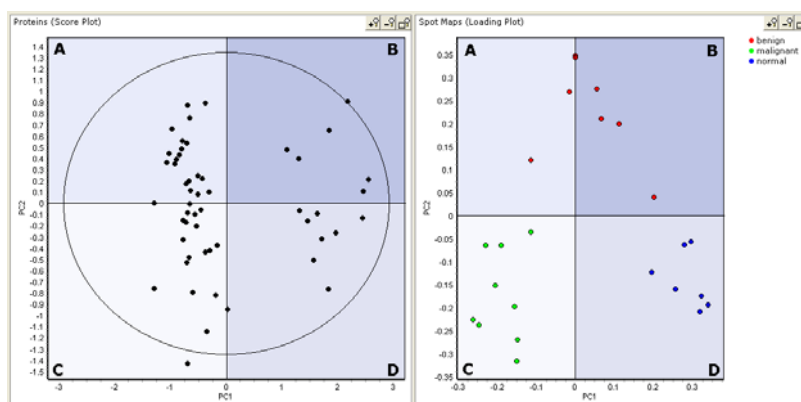 Proteins (Score Plot)
A
B
C
D
PC2
1.4
1.3
1.2
1.1
1
0.9
0.8
0.7
0.6
0.5
0.4
0.3
0.2
0.1
0
-0.1
-0.2
-0.3
-0.4
-0.5
-0.6
-0.7
-0.8
-0.9
-1
-1.1
-1.2
-1.3
-1.4
-1.5
-3 -2 -1 0 1 2 3
PC1
Spot Maps (Loading Plot)
A
B
C
D
PC2
0.35
0.3
0.25
0.2
0.15
0.1
0.05
0
-0.05
-0.1
-0.15
-0.2
-0.25
-0.3
-0.35
-0.3 -0.2 -0.1 0 0.1 0.2 0.3
PC1
benign
malignant
normal